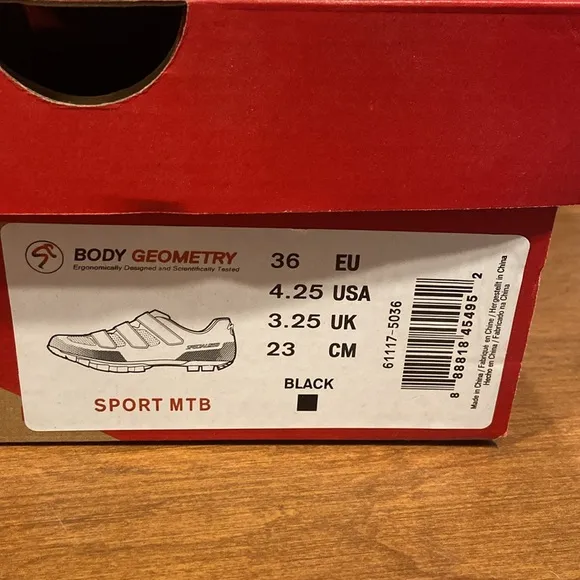 BODY GEOMETRY
Ergonomically Designed and Scientifically Tested
36 EU
4.25 USA
3.25 UK
23 CM
BLACK
SPORT MTB
SPECIALIZED
61117-5036
8 88818 45495 2
Made in China / Fabriqué en Chine / Hergestellt in China
Hecho en China / Fabricado na China